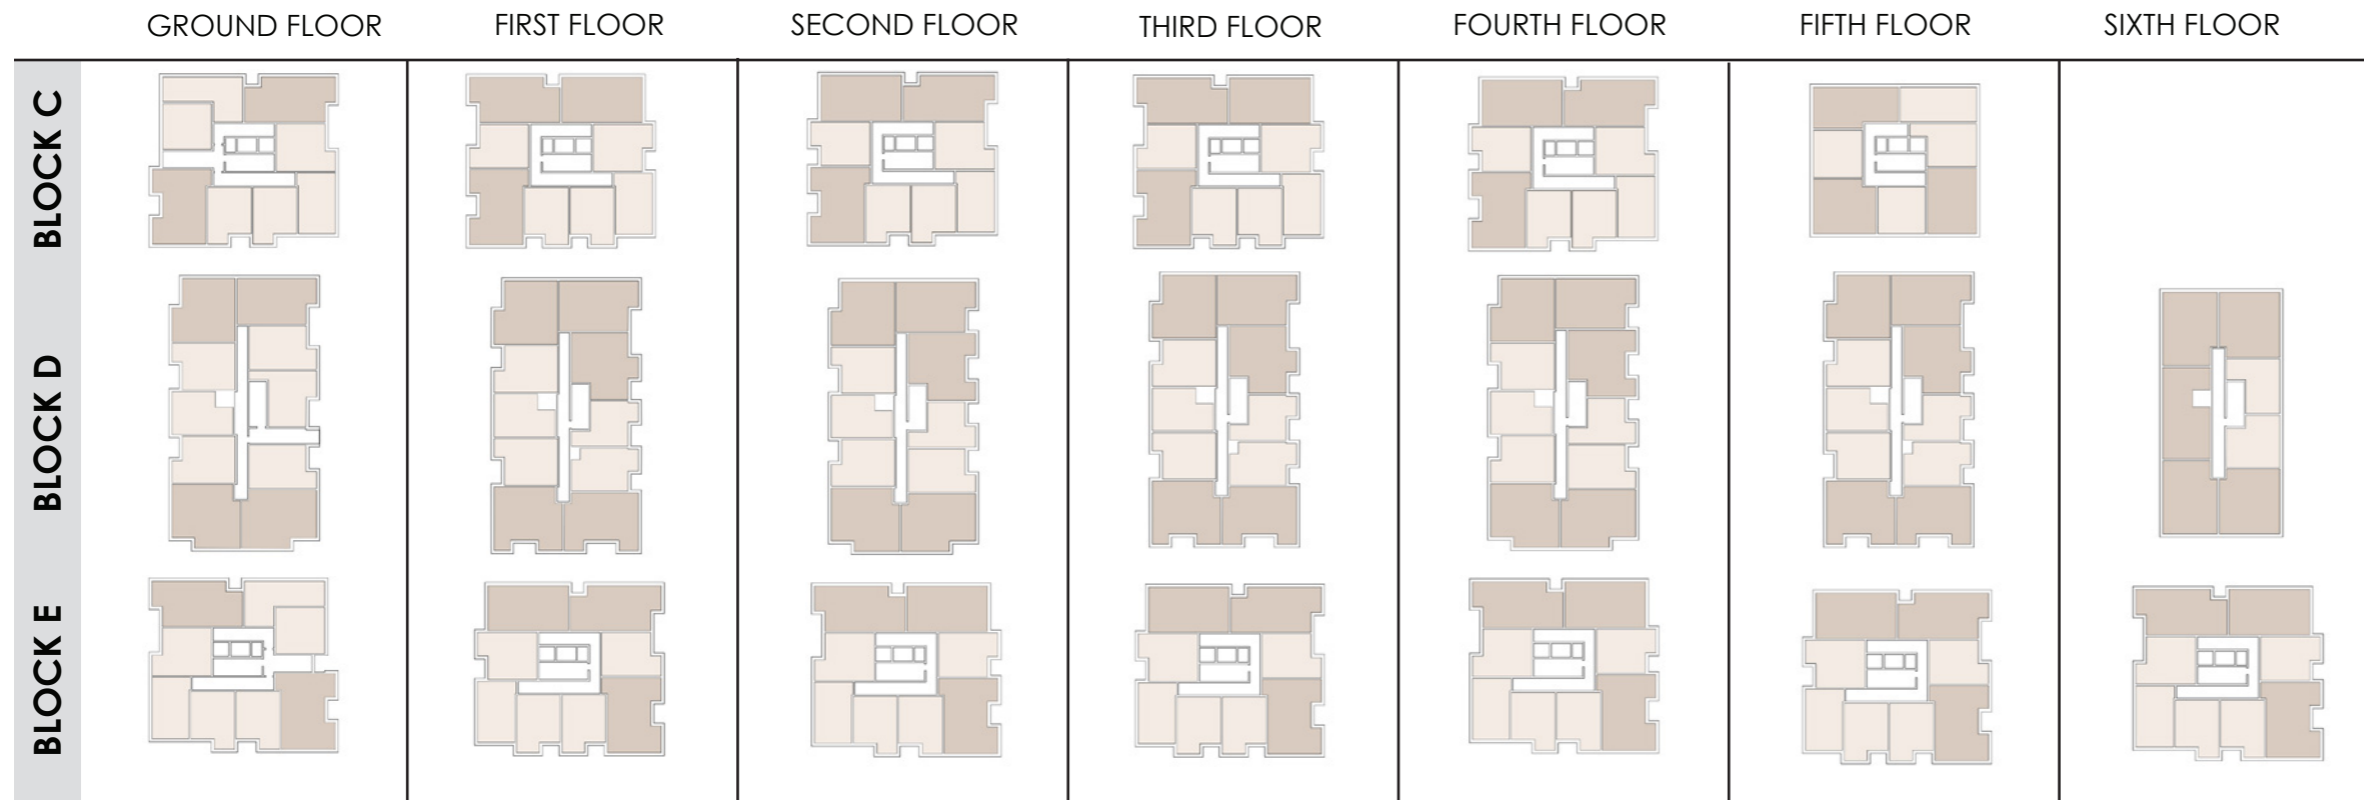 GROUND FLOOR
FIRST FLOOR
SECOND FLOOR
THIRD FLOOR
FOURTH FLOOR
FIFTH FLOOR
SIXTH FLOOR
BLOCK C
BLOCK D
BLOCK E